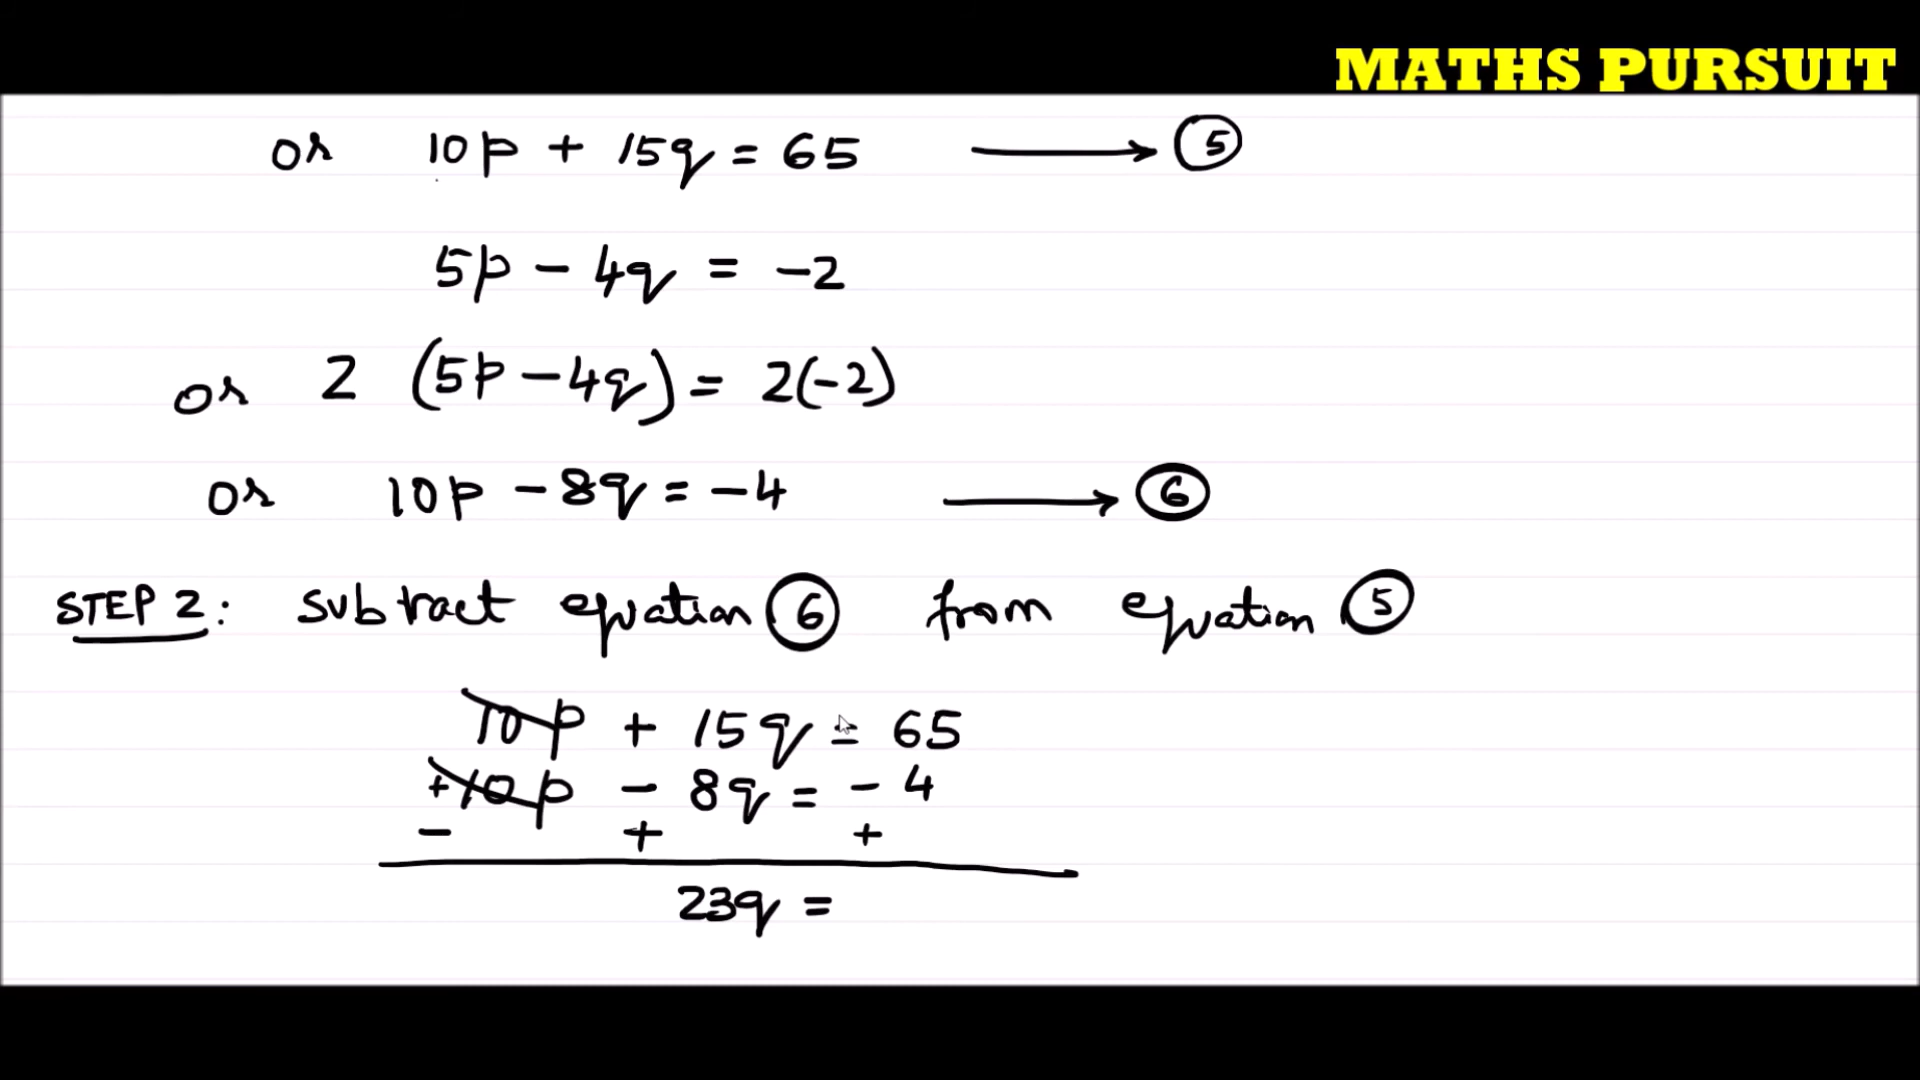 MATHS PURSUIT
or 10p + 15q = 65 ⟶ ⑤
5p - 4q = -2
or 2 (5p - 4q) = 2(-2)
or 10p - 8q = -4 ⟶ ⑥
STEP 2: subtract equation ⑥ from equation ⑤
10p + 15q = 65
+10p - 8q = - 4
- + +
23q =